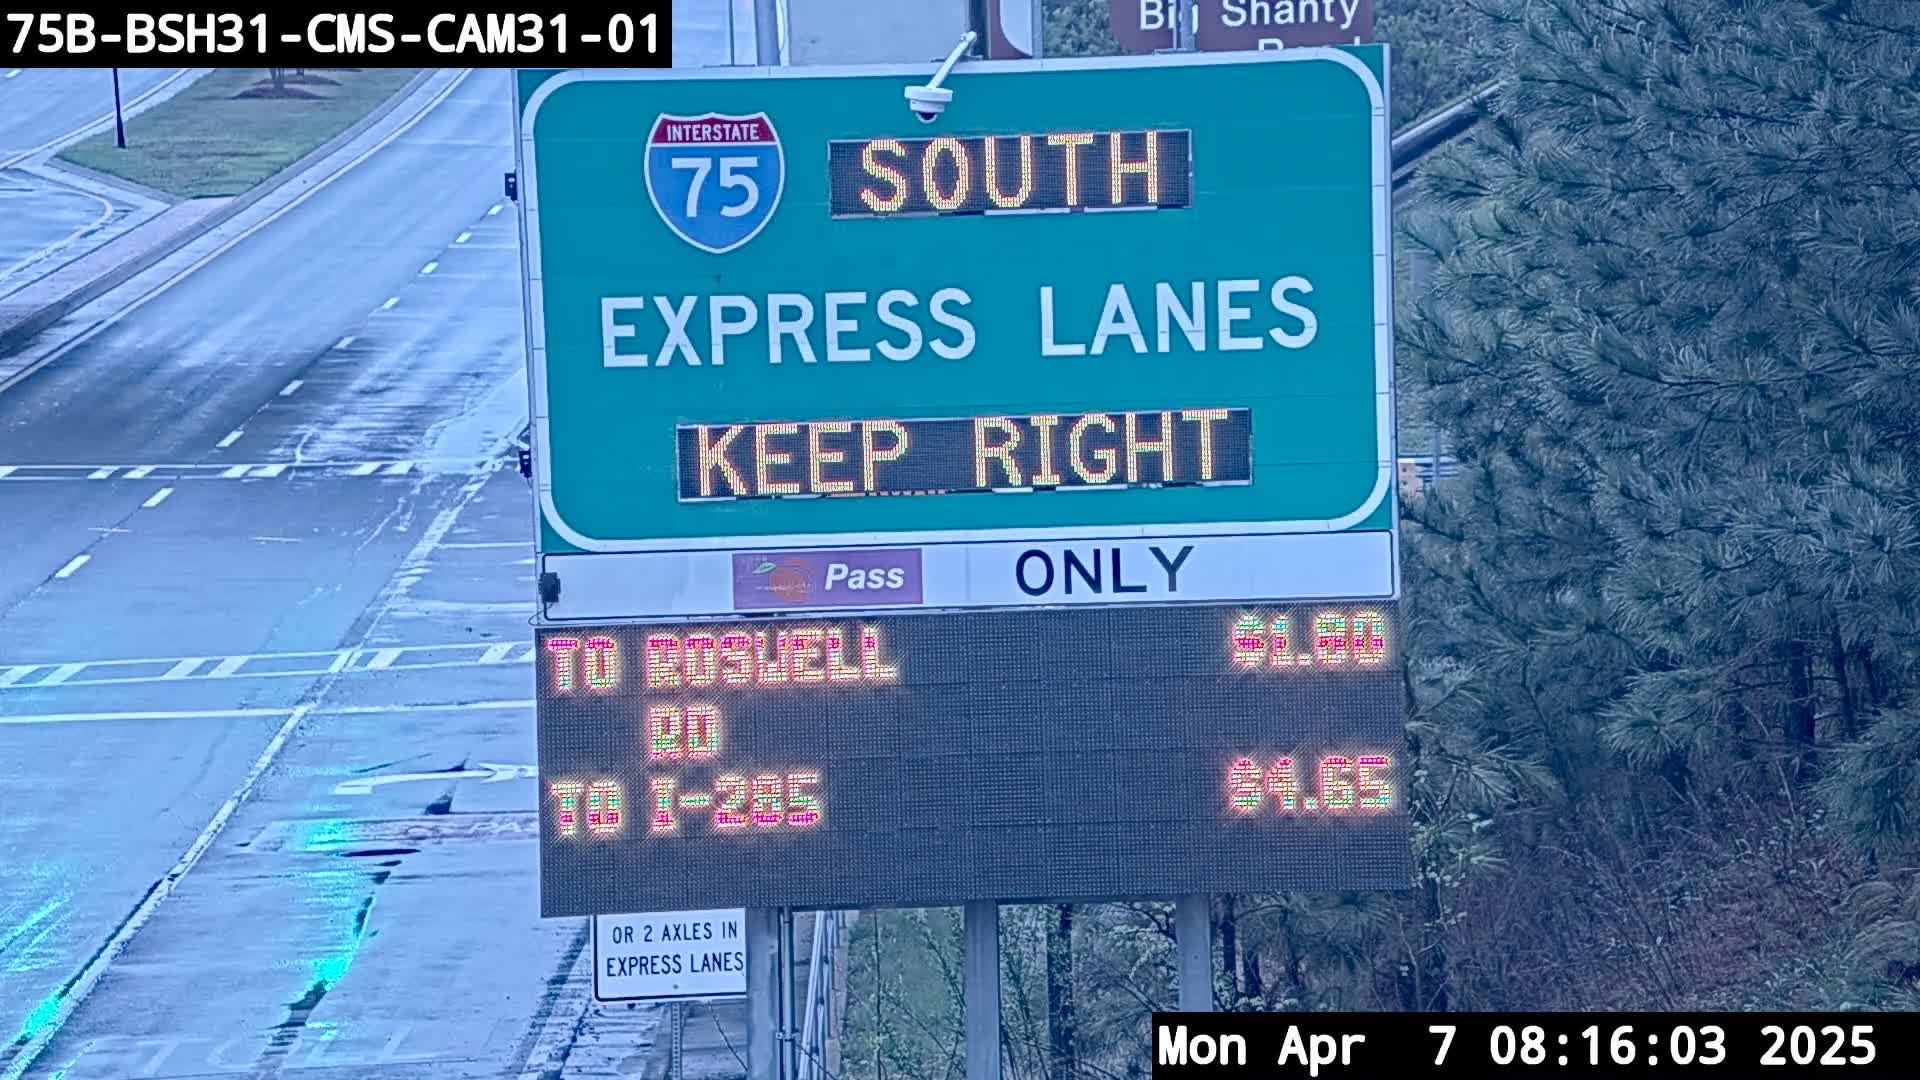 75B-BSH31-CMS-CAM31-01
Big Shanty
Road
INTERSTATE
75
SOUTH
EXPRESS LANES
KEEP RIGHT
Pass ONLY
TO ROSWELL $1.80
RD
TO I-285 $4.65
OR 2 AXLES IN
EXPRESS LANES
Mon Apr 7 08:16:03 2025